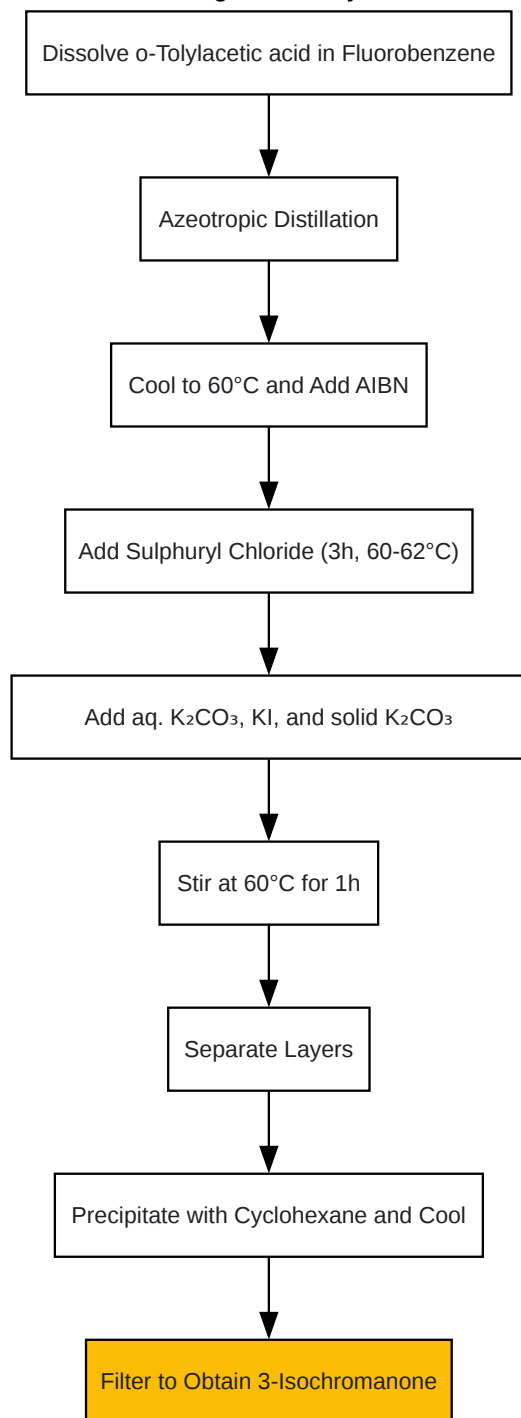 Dissolve o-Tolylacetic acid in Fluorobenzene
Azeotropic Distillation
Cool to 60°C and Add AIBN
Add Sulphuryl Chloride (3h, 60-62°C)
Add aq. K₂CO₃, KI, and solid K₂CO₃
Stir at 60°C for 1h
Separate Layers
Precipitate with Cyclohexane and Cool
Filter to Obtain 3-Isochromanone